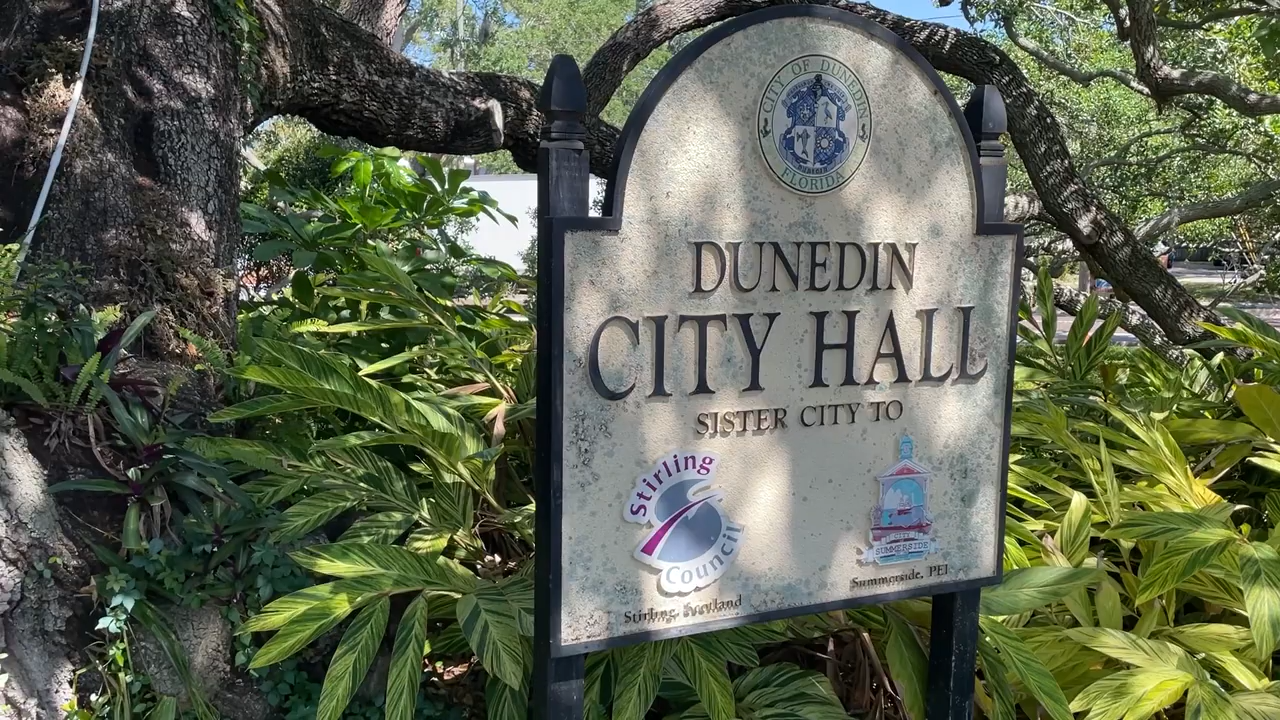 CITY OF DUNEDIN
FLORIDA
DUNEDIN
CITY HALL
SISTER CITY TO
Stirling
Council
SUMMERSIDE
Stirling, Scotland
Summerside, PEI